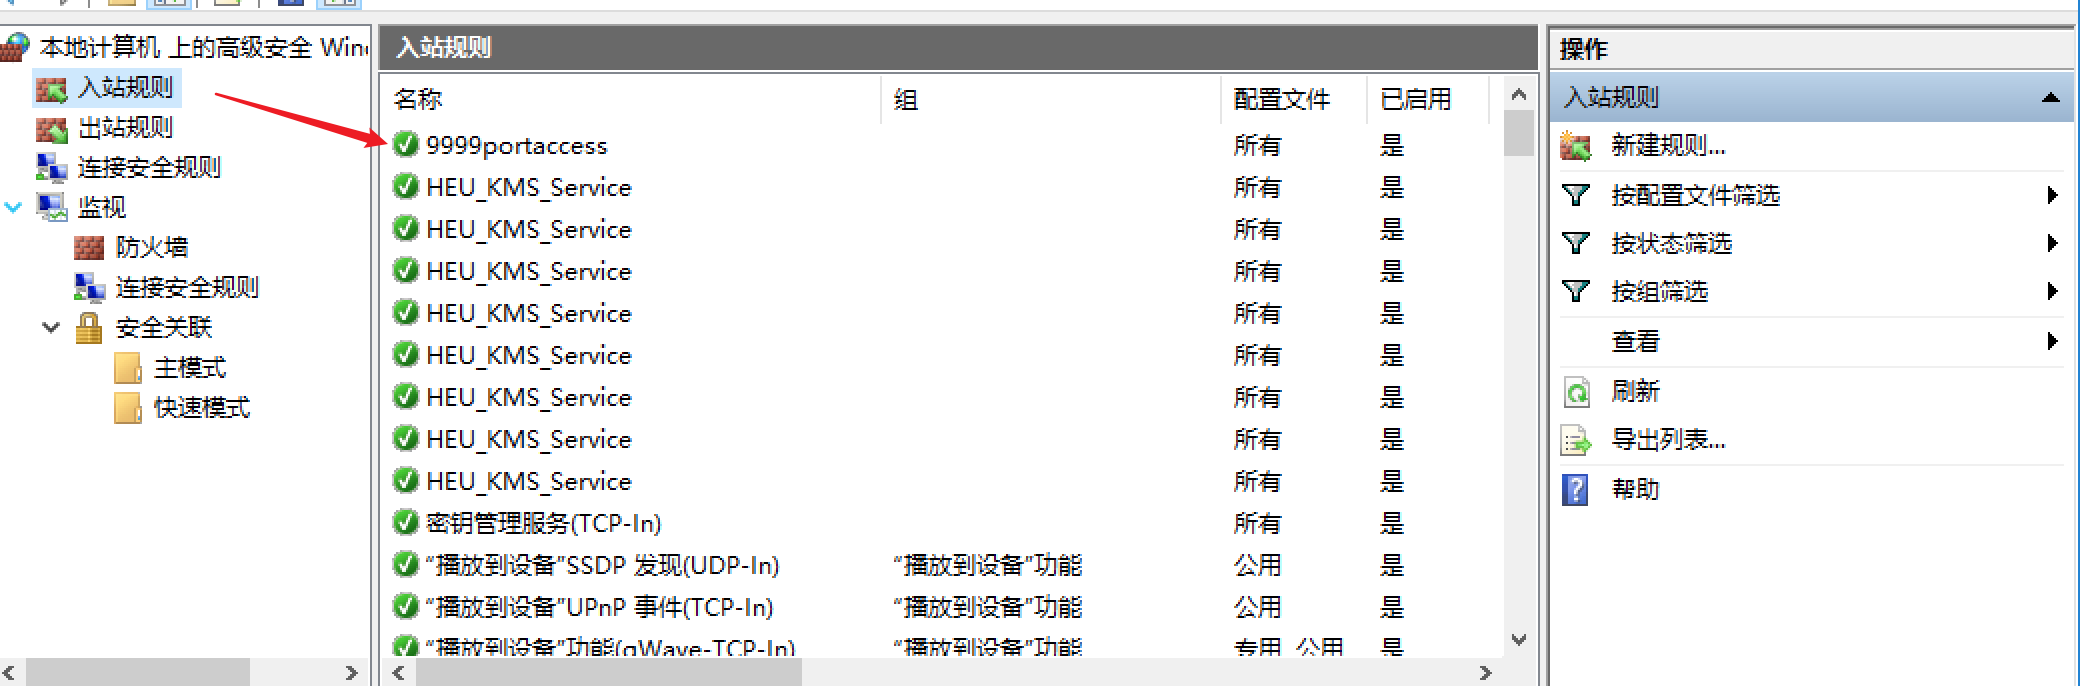 本地计算机 上的高级安全 Wind
入站规则
出站规则
连接安全规则
监视
防火墙
连接安全规则
安全关联
主模式
快速模式
入站规则
名称 组 配置文件 已启用
9999portaccess 所有 是
HEU_KMS_Service 所有 是
HEU_KMS_Service 所有 是
HEU_KMS_Service 所有 是
HEU_KMS_Service 所有 是
HEU_KMS_Service 所有 是
HEU_KMS_Service 所有 是
HEU_KMS_Service 所有 是
HEU_KMS_Service 所有 是
密钥管理服务(TCP-In) 所有 是
“播放到设备”SSDP 发现(UDP-In) “播放到设备”功能 公用 是
“播放到设备”UPnP 事件(TCP-In) “播放到设备”功能 公用 是
“播放到设备”功能(qWave-TCP-In) “播放到设备”功能 专用, 公用 是
操作
入站规则
新建规则...
按配置文件筛选
按状态筛选
按组筛选
查看
刷新
导出列表...
帮助